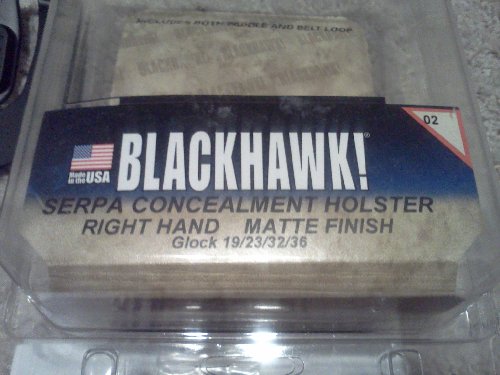 INCLUDES BOTH PADDLE AND BELT LOOP
02
BLACKHAWK!®
Made
in the USA
SERPA CONCEALMENT HOLSTER
RIGHT HAND MATTE FINISH
Glock 19/23/32/36